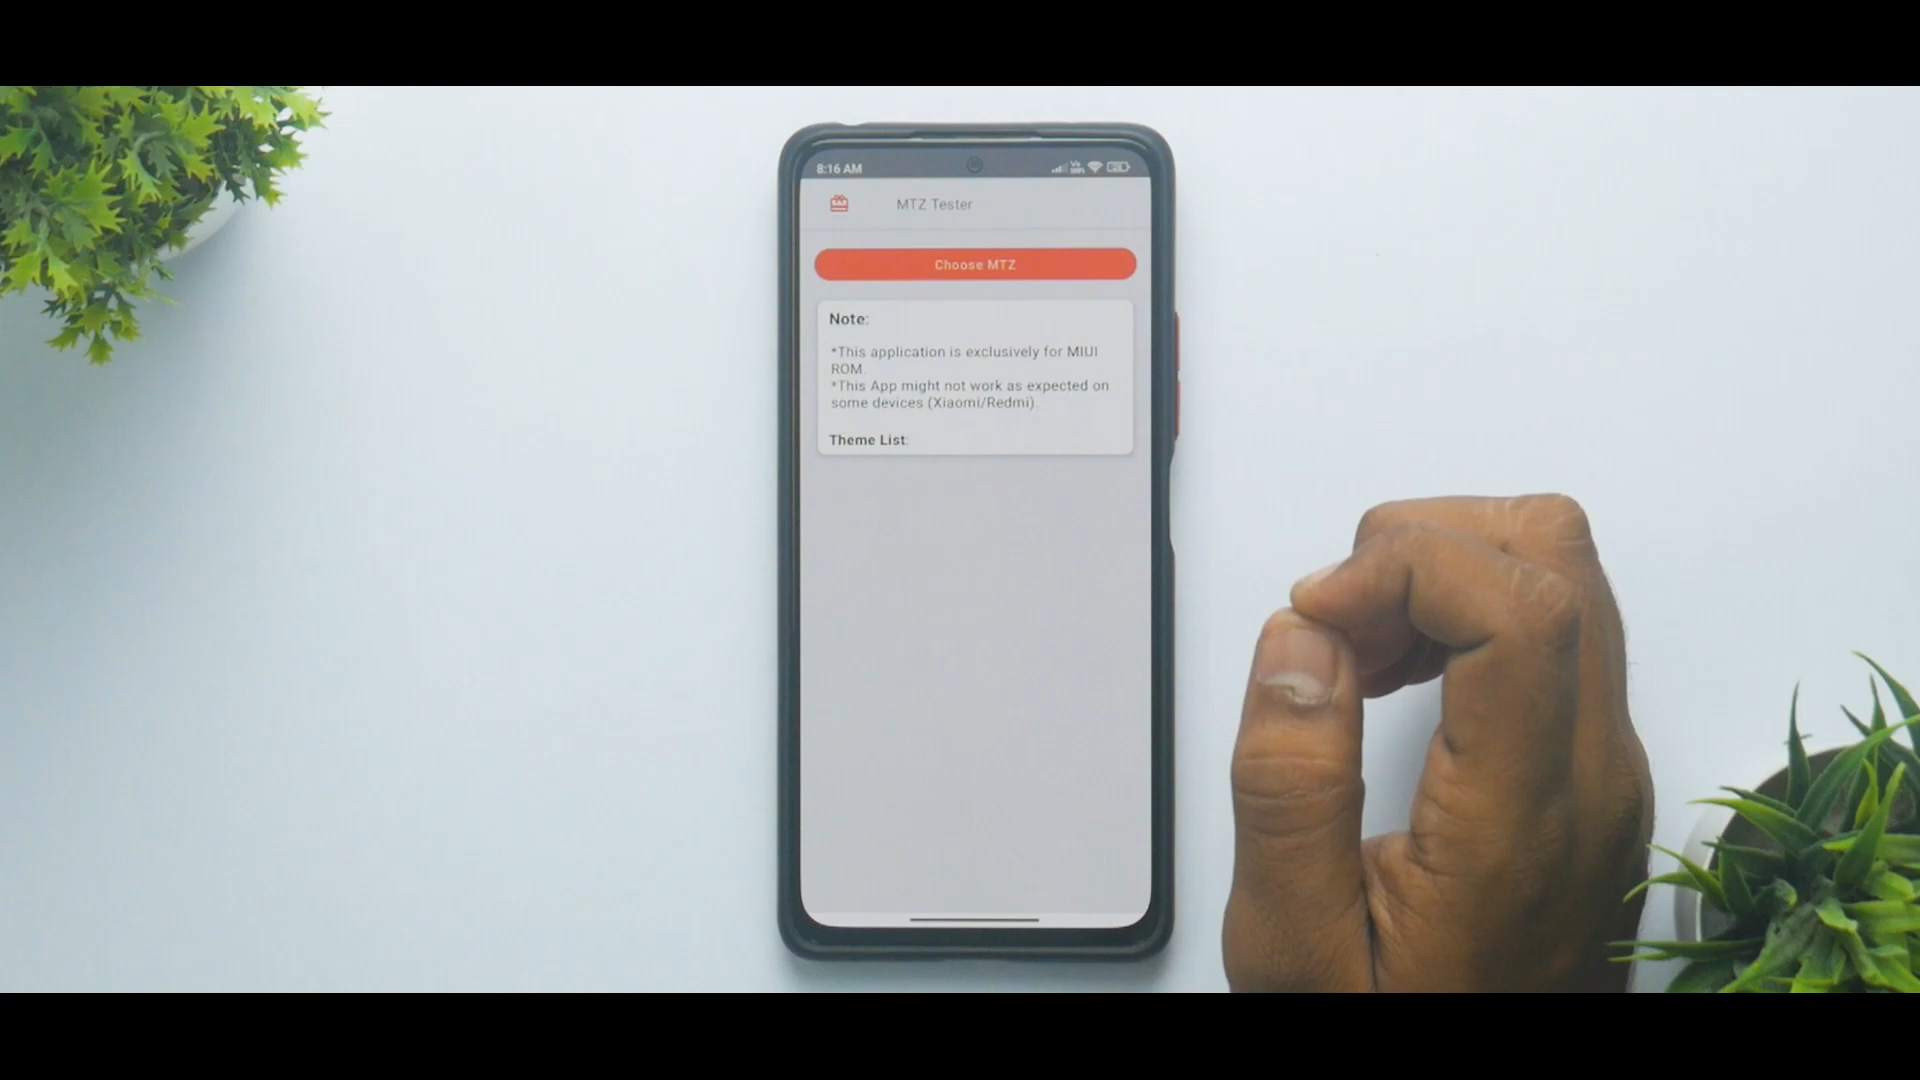 8:16 AM
MTZ Tester
Choose MTZ
Note:
*This application is exclusively for MIUI
ROM.
*This App might not work as expected on
some devices (Xiaomi/Redmi).
Theme List: